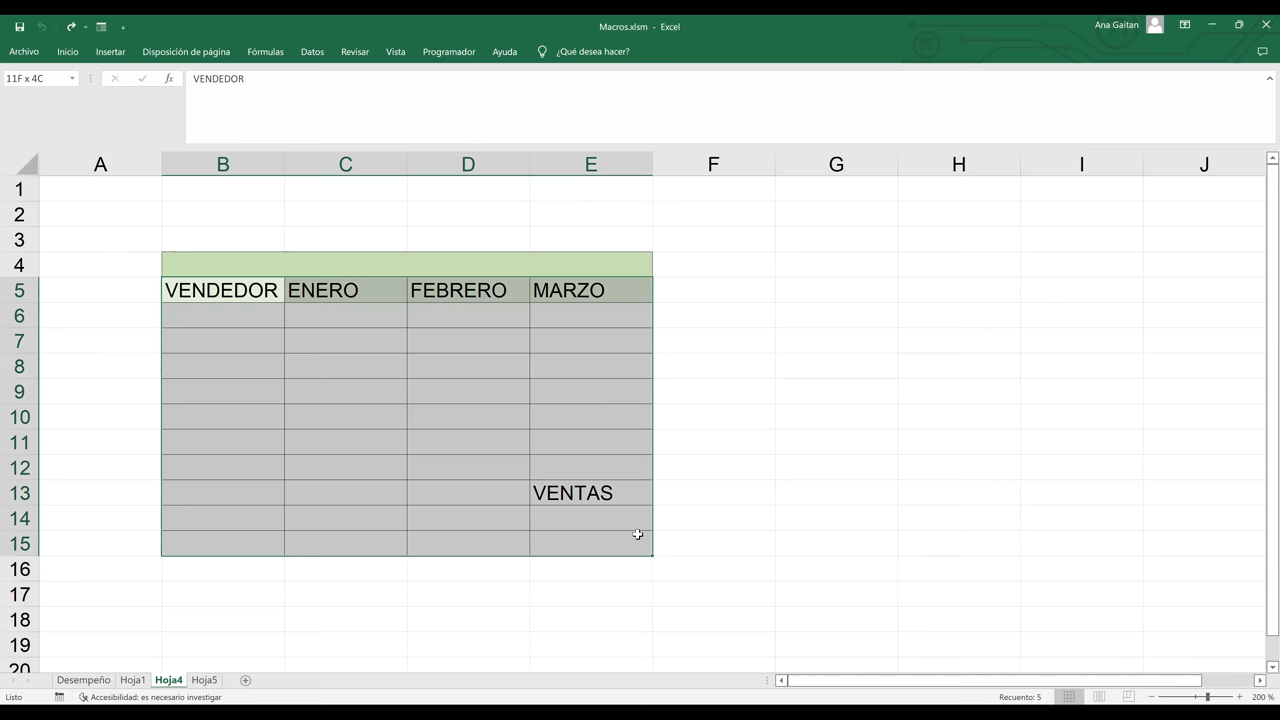 Macros.xlsm - Excel
Ana Gaitan
Archivo Inicio Insertar Disposición de página Fórmulas Datos Revisar Vista Programador Ayuda ¿Qué desea hacer?
11F x 4C fx VENDEDOR
A B C D E F G H I J
1
2
3
4
5 VENDEDOR ENERO FEBRERO MARZO
6
7
8
9
10
11
12
13 VENTAS
14
15
16
17
18
19
20
Desempeño Hoja1 Hoja4 Hoja5
Listo Accesibilidad: es necesario investigar Recuento: 5 200 %